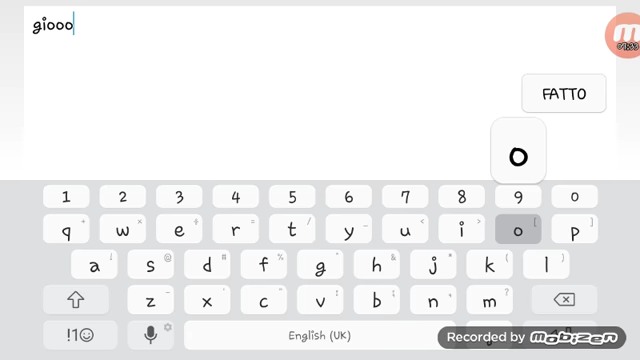 giooo
FATTO
o
1 2 3 4 5 6 7 8 9 0
q + w × e ÷ r = t / y _ u < i > o [ p ]
a ! s @ d # f % g ' h & j * k ( l )
z - x ' c " v : b ; n , m ?
!1☺ English (UK)
Recorded by MOBIZEN